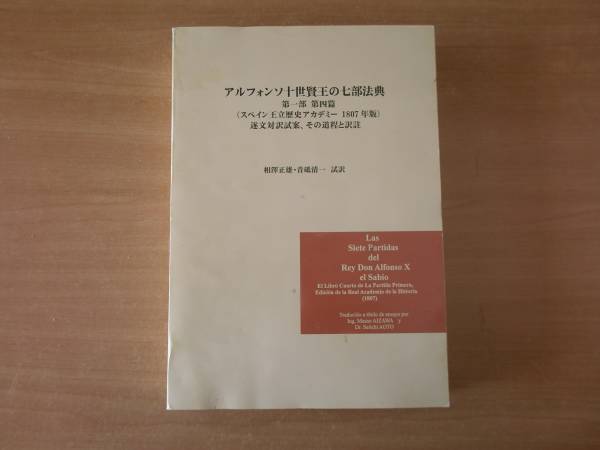 アルフォンソ十世賢王の七部法典
第一部 第四篇
(スペイン王立歴史アカデミー 1807年版)
逐文対訳試案、その道程と訳註
相澤正雄・青砥清一 試訳
Las
Siete Partidas
del
Rey Don Alfonso X
el Sabio
El Libro Cuarto de La Partida Primera,
Edición de la Real Academia de la Historia
(1807)
Traducido a título de ensayo por
Ing. Masao AIZAWA y
Dr. Seiichi AOTO